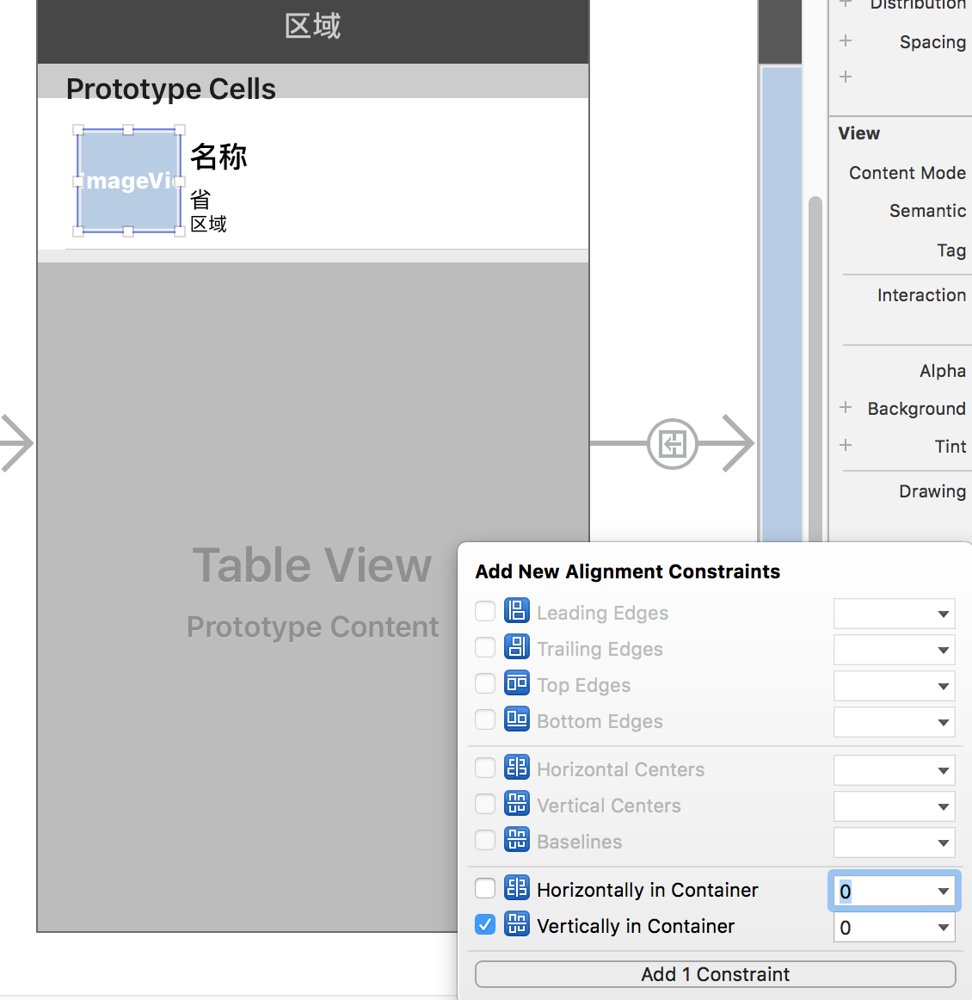 区域
Prototype Cells
ImageVi
名称
省
区域
Table View
Prototype Content
Distribution
Spacing
View
Content Mode
Semantic
Tag
Interaction
Alpha
Background
Tint
Drawing
Add New Alignment Constraints
Leading Edges
Trailing Edges
Top Edges
Bottom Edges
Horizontal Centers
Vertical Centers
Baselines
Horizontally in Container 0
Vertically in Container 0
Add 1 Constraint